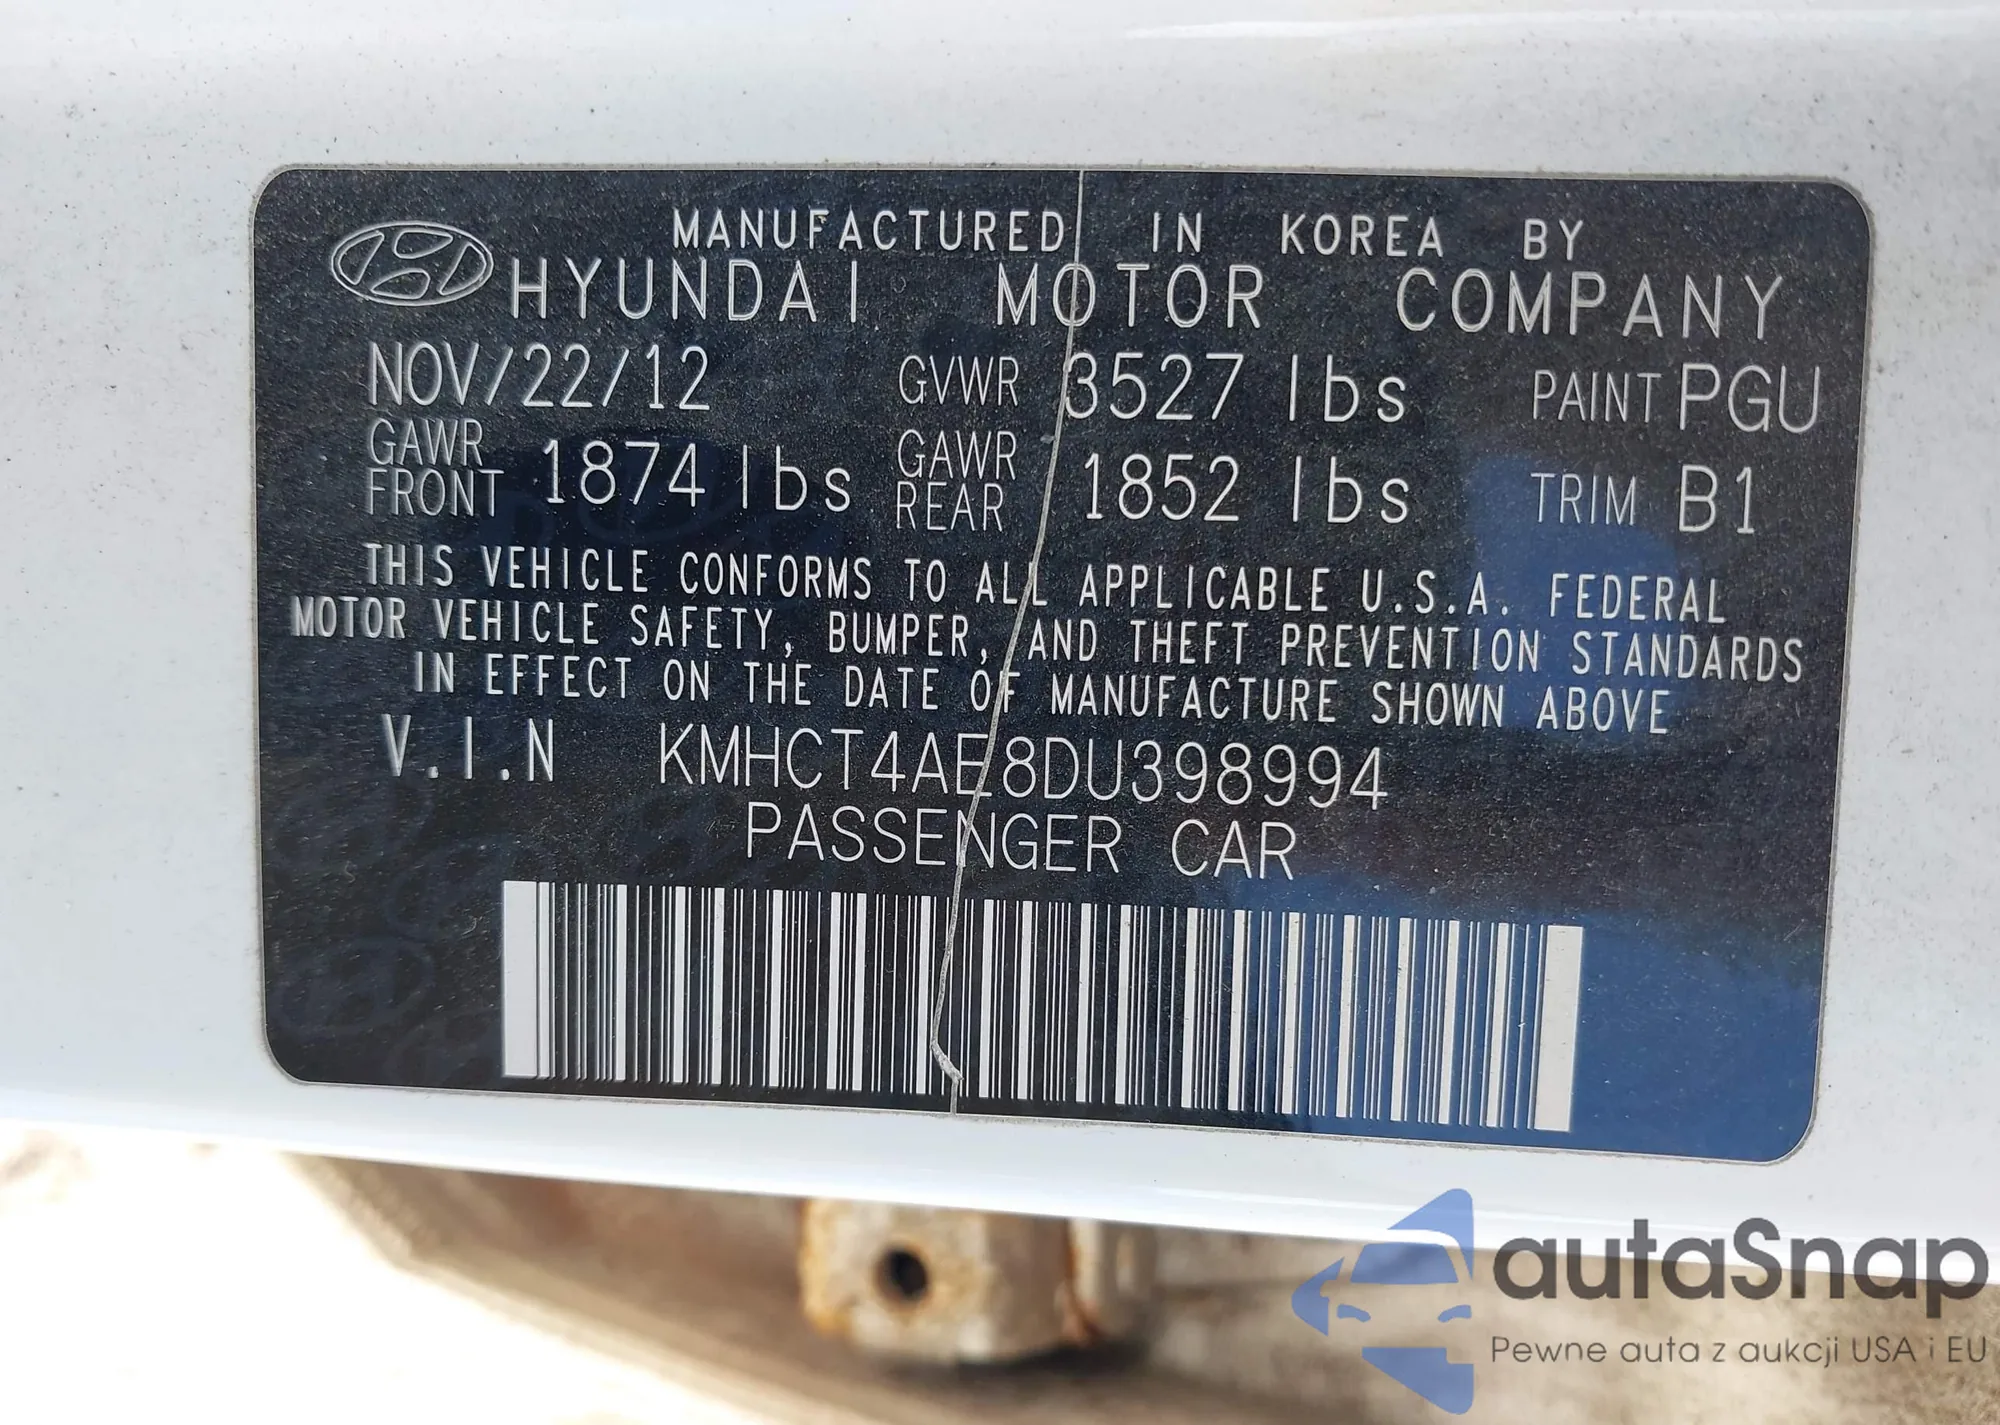 MANUFACTURED IN KOREA BY
HYUNDAI MOTOR COMPANY
NOV/22/12 GVWR 3527 lbs PAINT PGU
GAWR FRONT 1874 lbs GAWR REAR 1852 lbs TRIM B1
THIS VEHICLE CONFORMS TO ALL APPLICABLE U.S.A. FEDERAL
MOTOR VEHICLE SAFETY, BUMPER, AND THEFT PREVENTION STANDARDS
IN EFFECT ON THE DATE OF MANUFACTURE SHOWN ABOVE
V.I.N KMHCT4AE8DU398994
PASSENGER CAR
autaSnap
Pewne auta z aukcji USA i EU